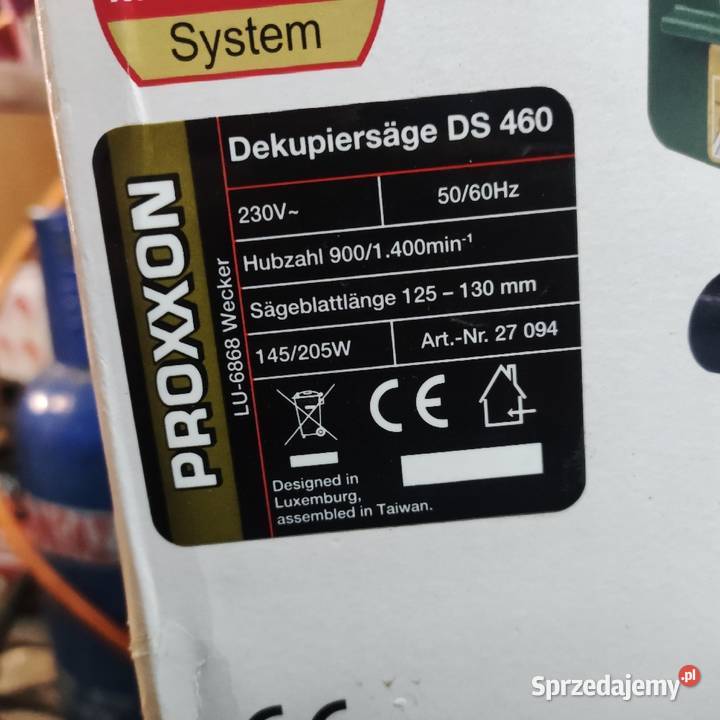 System
PROXXON
LU-6868 Wecker
Dekupiersäge DS 460
230V~ 50/60Hz
Hubzahl 900/1.400min⁻¹
Sägeblattlänge 125 – 130 mm
145/205W Art.-Nr. 27 094
CE
Designed in
Luxemburg,
assembled in Taiwan.
Sprzedajemy.pl